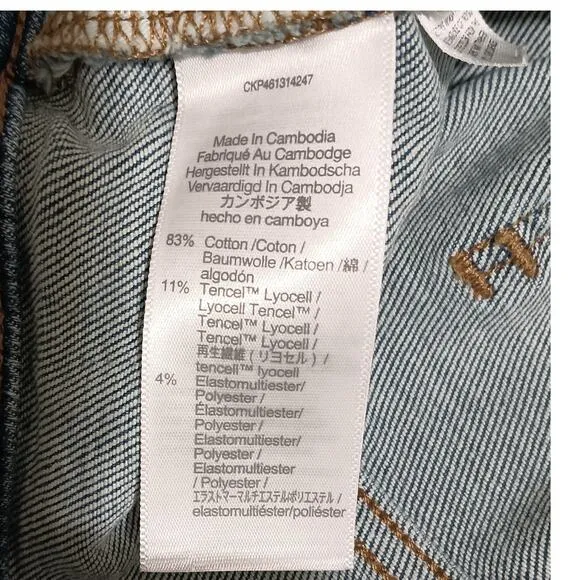 CKP461314247
Made In Cambodia
Fabriqué Au Cambodge
Hergestellt In Kambodscha
Vervaardigd In Cambodja
カンボジア製
hecho en camboya
83% Cotton /Coton /
Baumwolle /Katoen /綿 /
algodón
11% Tencel™ Lyocell /
Lyocell Tencel™ /
Tencel™ Lyocell /
Tencel™ Lyocell /
再生繊維 ( リヨセル ) /
tencell™ lyocell
4% Elastomultiester/
Polyester /
Élastomultiester/
Polyester /
Elastomultiester/
Polyester /
Elastomultiester
/ Polyester /
エラストマーマルチエステル/ポリエステル /
elastomultiéster/poliéster